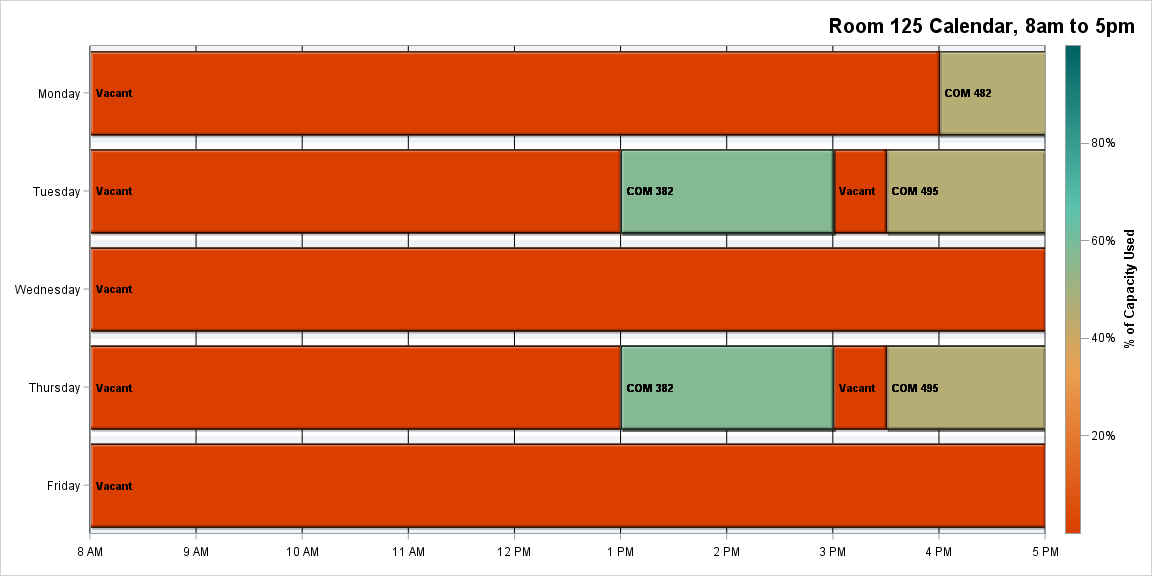 Room 125 Calendar, 8am to 5pm
Monday
Vacant
COM 482
80%
Tuesday
Vacant
COM 382
Vacant
COM 495
60%
% of Capacity Used
Wednesday
Vacant
40%
Thursday
Vacant
COM 382
Vacant
COM 495
20%
Friday
Vacant
8 AM
9 AM
10 AM
11 AM
12 PM
1 PM
2 PM
3 PM
4 PM
5 PM